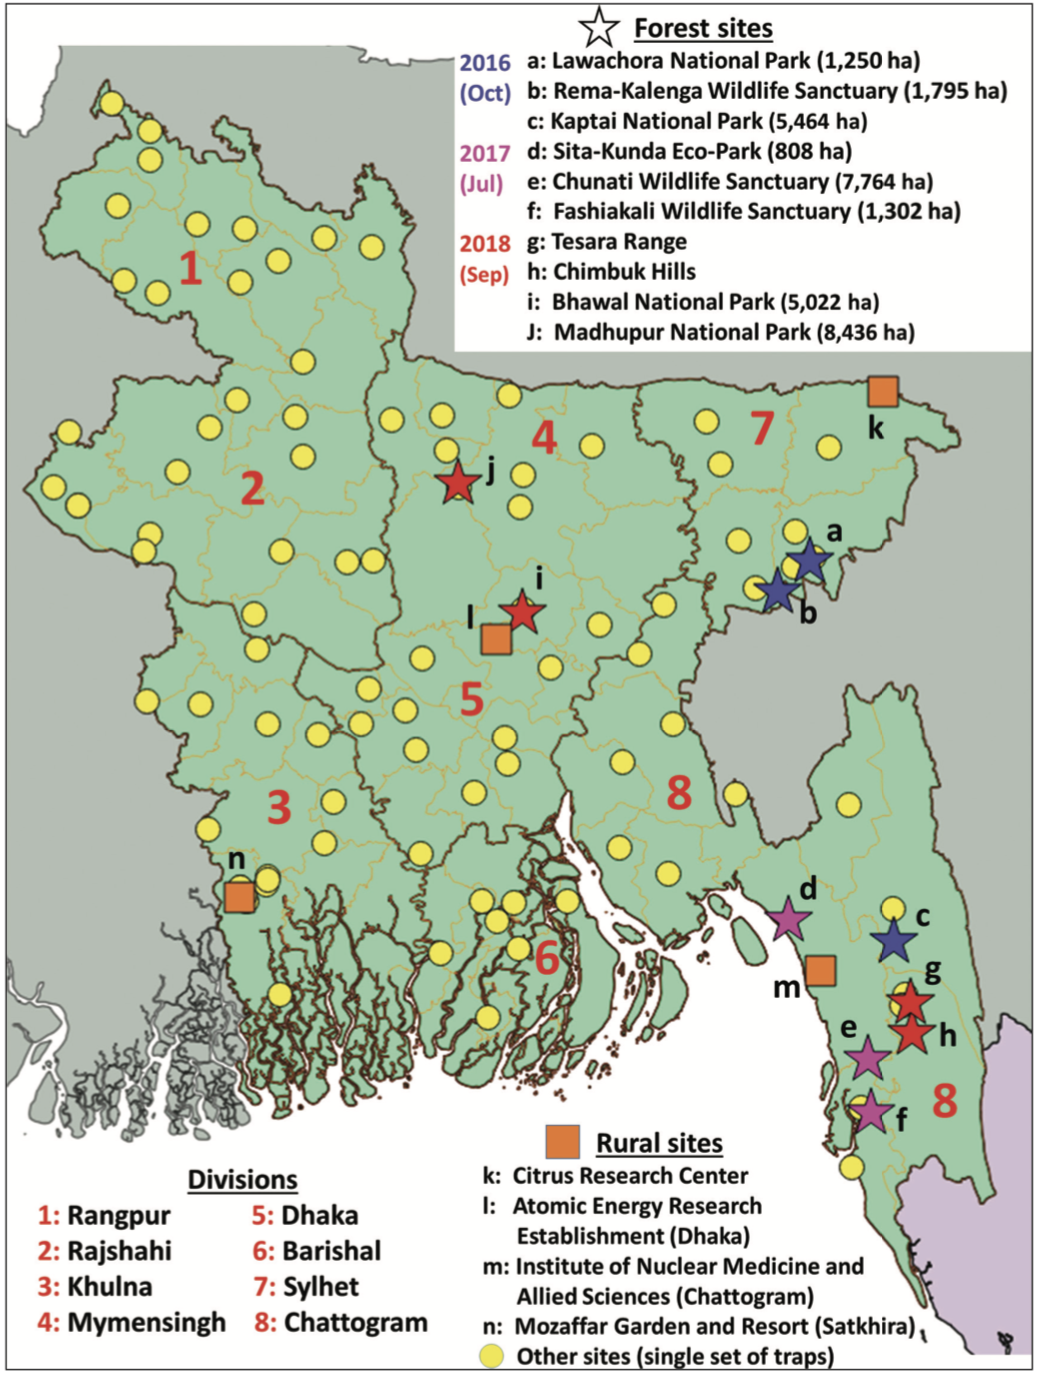 Forest sites
2016 a: Lawachora National Park (1,250 ha)
(Oct) b: Rema-Kalenga Wildlife Sanctuary (1,795 ha)
c: Kaptai National Park (5,464 ha)
2017 d: Sita-Kunda Eco-Park (808 ha)
(Jul) e: Chunati Wildlife Sanctuary (7,764 ha)
f: Fashiakali Wildlife Sanctuary (1,302 ha)
2018 g: Tesara Range
(Sep) h: Chimbuk Hills
i: Bhawal National Park (5,022 ha)
J: Madhupur National Park (8,436 ha)
1
k
7
4
j
2
a
i
b
l
5
8
3
n
d
c
6
g
m
h
e
8
f
Rural sites
k: Citrus Research Center
l: Atomic Energy Research
Establishment (Dhaka)
m: Institute of Nuclear Medicine and
Allied Sciences (Chattogram)
n: Mozaffar Garden and Resort (Satkhira)
Other sites (single set of traps)
Divisions
1: Rangpur 5: Dhaka
2: Rajshahi 6: Barishal
3: Khulna 7: Sylhet
4: Mymensingh 8: Chattogram